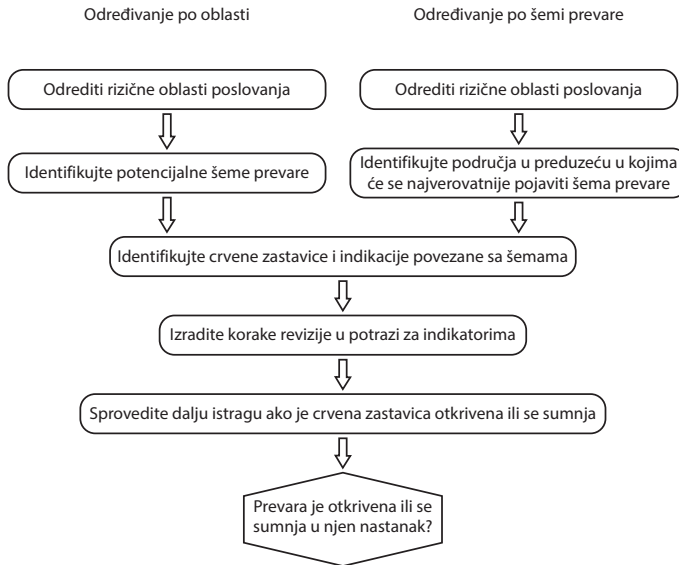 Određivanje po oblasti
Određivanje po šemi prevare
Odrediti rizične oblasti poslovanja
Odrediti rizične oblasti poslovanja
Identifikujte potencijalne šeme prevare
Identifikujte područja u preduzeću u kojima
će se najverovatnije pojaviti šema prevare
Identifikujte crvene zastavice i indikacije povezane sa šemama
Izradite korake revizije u potrazi za indikatorima
Sprovedite dalju istragu ako je crvena zastavica otkrivena ili se sumnja
Prevara je otkrivena ili se
sumnja u njen nastanak?